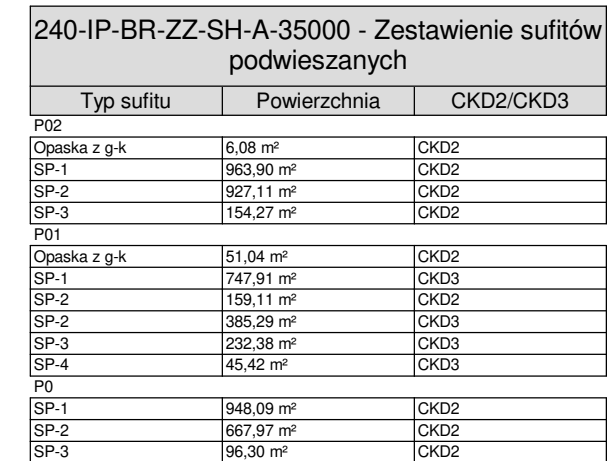 240-IP-BR-ZZ-SH-A-35000 - Zestawienie sufitów
podwieszanych
Typ sufitu Powierzchnia CKD2/CKD3
P02
Opaska z g-k 6,08 m² CKD2
SP-1 963,90 m² CKD2
SP-2 927,11 m² CKD2
SP-3 154,27 m² CKD2
P01
Opaska z g-k 51,04 m² CKD2
SP-1 747,91 m² CKD3
SP-2 159,11 m² CKD2
SP-2 385,29 m² CKD3
SP-3 232,38 m² CKD3
SP-4 45,42 m² CKD3
P0
SP-1 948,09 m² CKD2
SP-2 667,97 m² CKD2
SP-3 96,30 m² CKD2